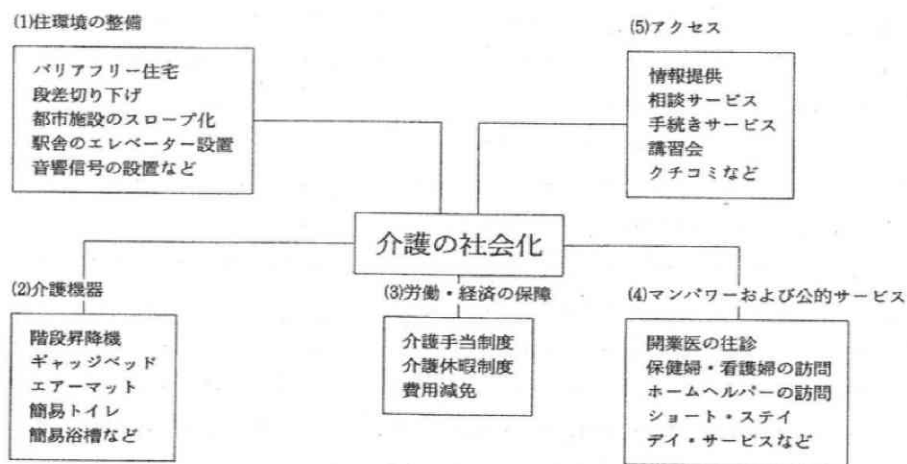 (1)住環境の整備
バリアフリー住宅
段差切り下げ
都市施設のスロープ化
駅舎のエレベーター設置
音響信号の設置など
(5)アクセス
情報提供
相談サービス
手続きサービス
講習会
クチコミなど
介護の社会化
(2)介護機器
階段昇降機
ギャッジベッド
エアーマット
簡易トイレ
簡易浴槽など
(3)労働・経済の保障
介護手当制度
介護休暇制度
費用減免
(4)マンパワーおよび公的サービス
開業医の往診
保健婦・看護婦の訪問
ホームヘルパーの訪問
ショート・ステイ
デイ・サービスなど